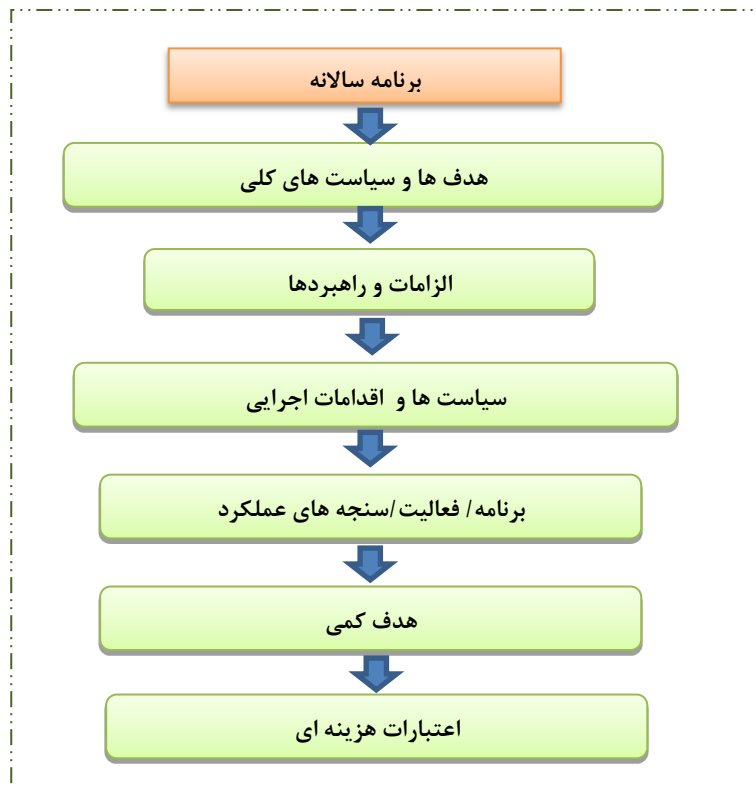 برنامه سالانه
هدف ها و سیاست های کلی
الزامات و راهبردها
سیاست ها و اقدامات اجرایی
برنامه/ فعالیت/سنجه های عملکرد
هدف کمی
اعتبارات هزینه ای